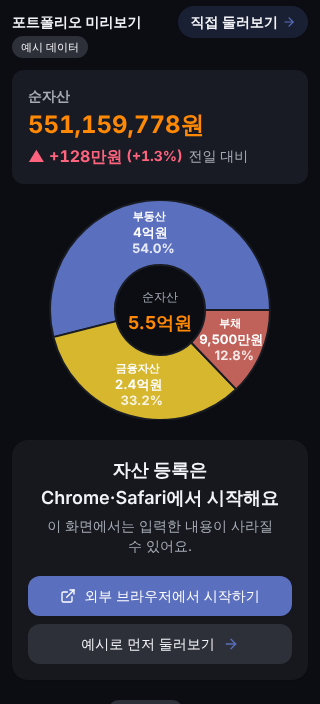 포트폴리오 미리보기
직접 둘러보기 →
예시 데이터
순자산
551,159,778원
▲ +128만원 (+1.3%) 전일 대비
부동산
4억원
54.0%
순자산
5.5억원
부채
9,500만원
12.8%
금융자산
2.4억원
33.2%
자산 등록은
Chrome·Safari에서 시작해요
이 화면에서는 입력한 내용이 사라질
수 있어요.
외부 브라우저에서 시작하기
예시로 먼저 둘러보기 →